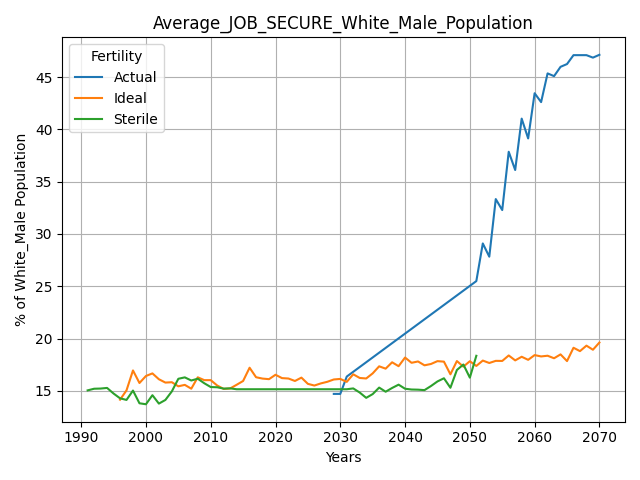 Average_JOB_SECURE_White_Male_Population
Fertility
Actual
Ideal
Sterile
% of White_Male Population
45
40
35
30
25
20
15
1990 2000 2010 2020 2030 2040 2050 2060 2070
Years